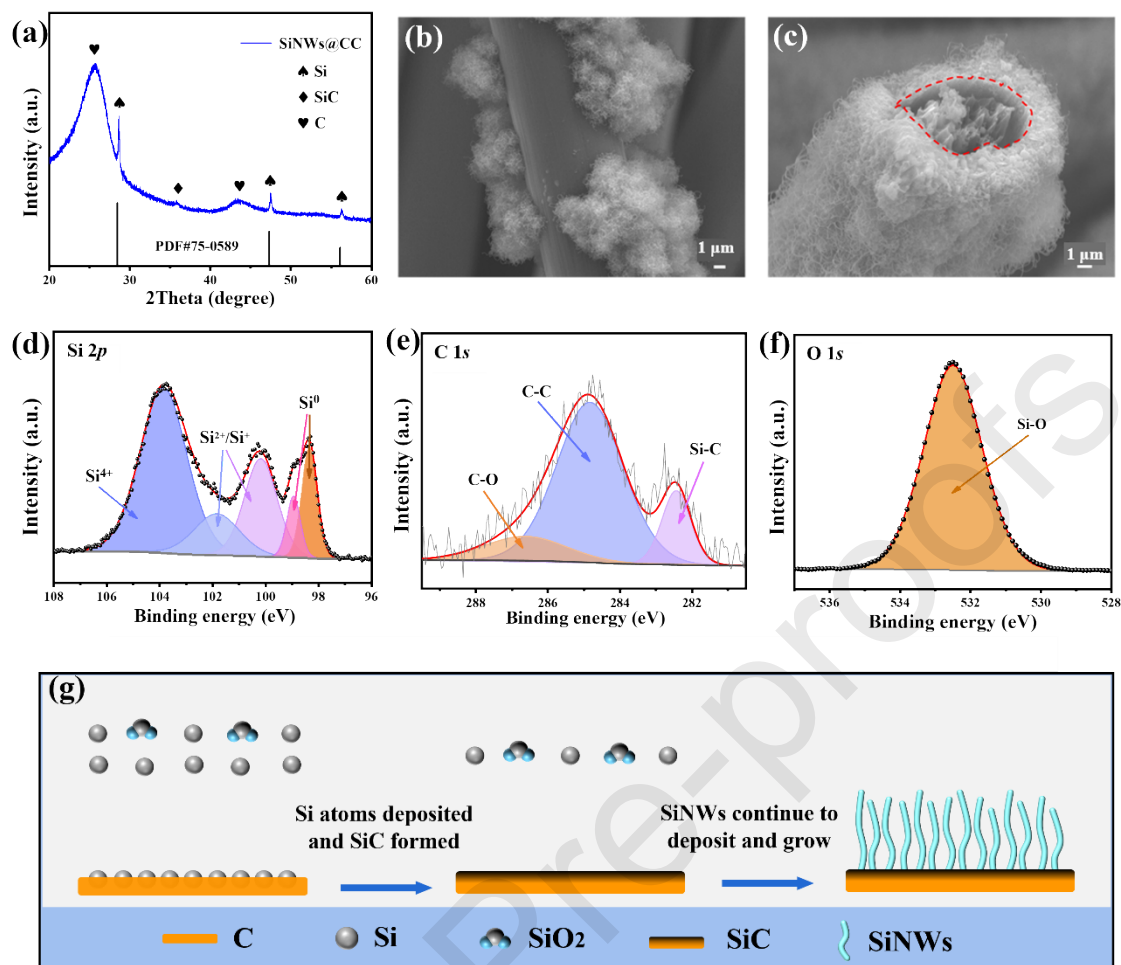 (a)
SiNWs@CC
♠ Si
♦ SiC
♥ C
PDF#75-0589
Intensity (a.u.)
20 30 40 50 60
2Theta (degree)
(b)
1 μm
(c)
1 μm
(d)
Si 2p
Si4+
Si2+/Si+
Si0
Intensity (a.u.)
108 106 104 102 100 98 96
Binding energy (eV)
(e)
C 1s
C-C
Si-C
C-O
Intensity (a.u.)
288 286 284 282
Binding energy (eV)
(f)
O 1s
Si-O
Intensity (a.u.)
536 534 532 530 528
Binding energy (eV)
(g)
Si atoms deposited
and SiC formed
SiNWs continue to
deposit and grow
C Si SiO2 SiC SiNWs
Pre-proofs